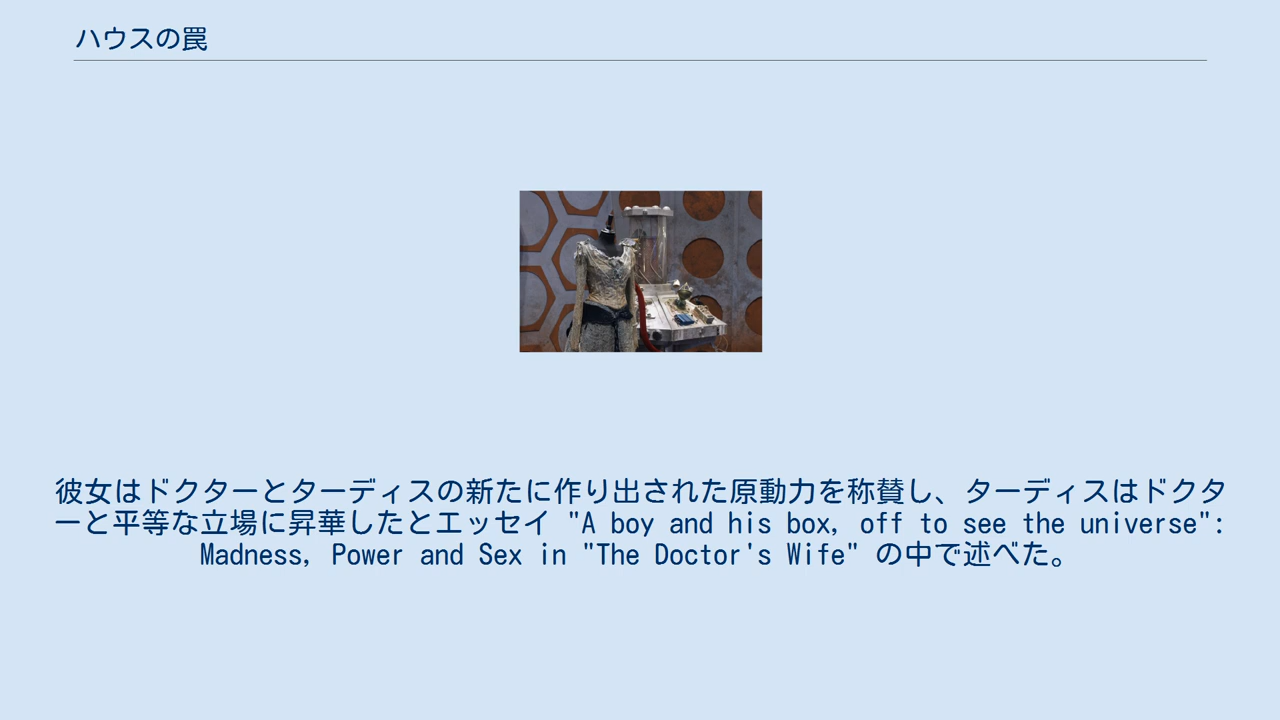 ハウスの罠
彼女はドクターとターディスの新たに作り出された原動力を称賛し、ターディスはドクタ
ーと平等な立場に昇華したとエッセイ "A boy and his box, off to see the universe":
Madness, Power and Sex in "The Doctor's Wife" の中で述べた。